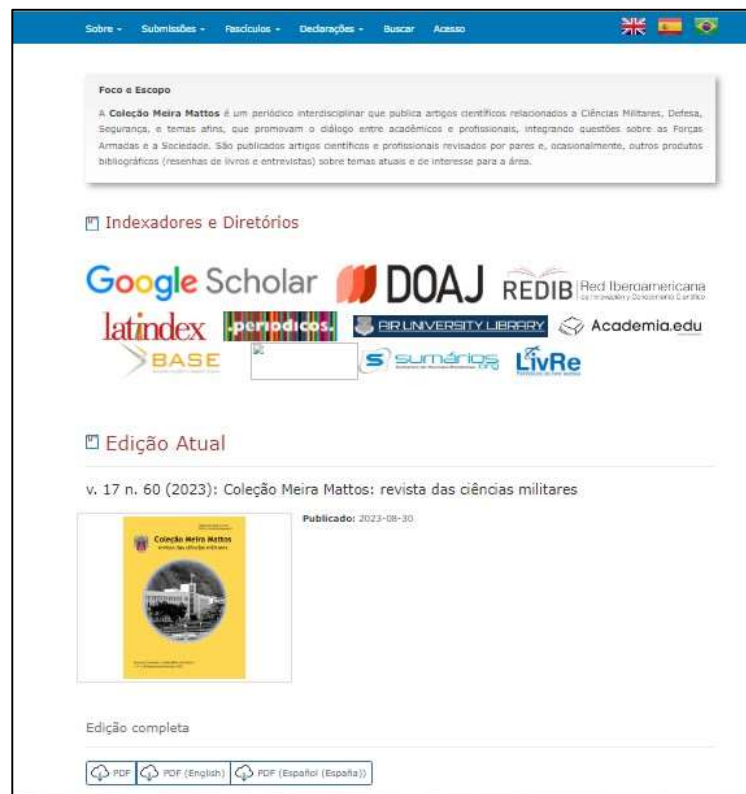 Sobre Submissões Fascículos Declarações Buscar Acesso
Foco e Escopo
A Coleção Meira Mattos é um periódico interdisciplinar que publica artigos científicos relacionados a Ciências Militares, Defesa,
Segurança, e temas afins, que promovam o diálogo entre acadêmicos e profissionais, integrando questões sobre as Forças
Armadas e a Sociedade. São publicados artigos científicos e profissionais revisados por pares e, ocasionalmente, outros produtos
bibliográficos (resenhas de livros e entrevistas) sobre temas atuais e de interesse para a área.
Indexadores e Diretórios
Google Scholar DOAJ REDIB Red Iberoamericana
latindex .periodicos. AIR UNIVERSITY LIBRARY Academia.edu
BASE sumários.org LivRe
Edição Atual
v. 17 n. 60 (2023): Coleção Meira Mattos: revista das ciências militares
Publicado: 2023-08-30
Coleção Meira Mattos
revista das ciências militares
Edição completa
PDF PDF (English) PDF (Español (España))